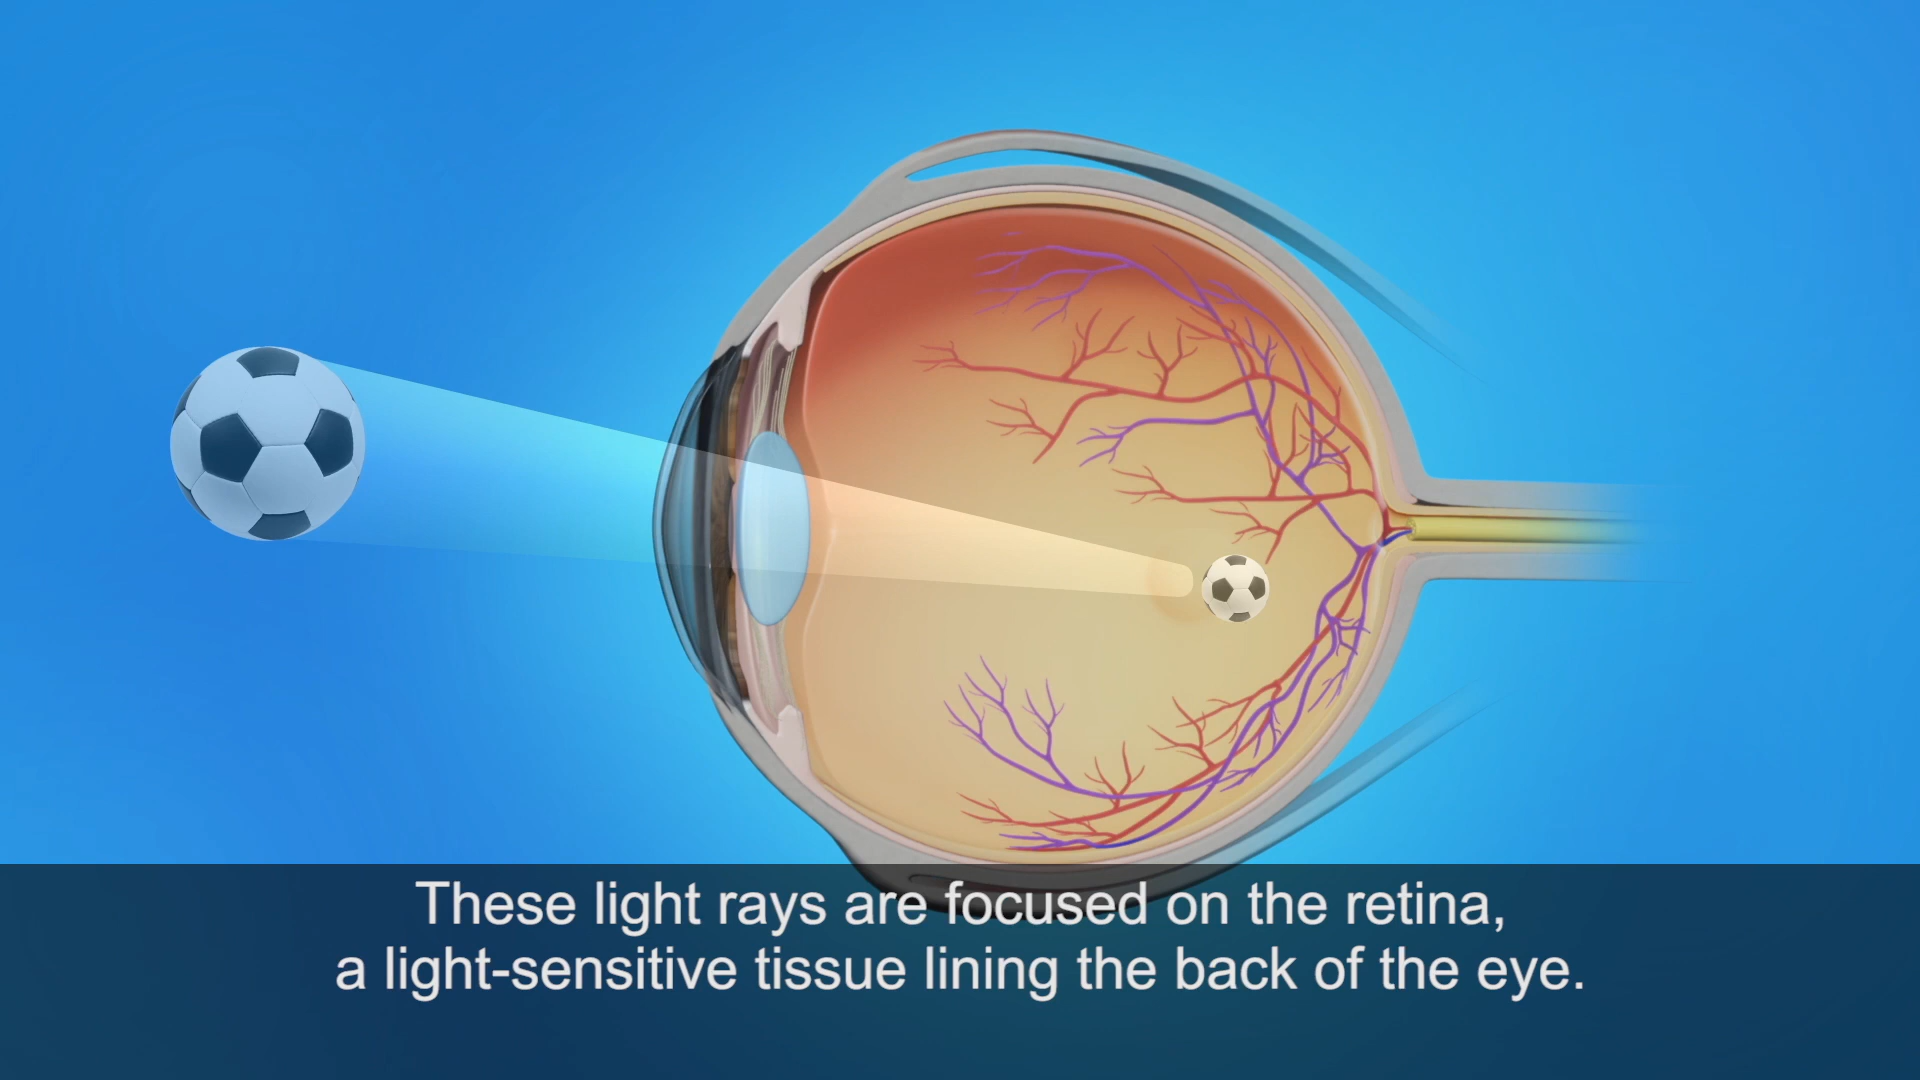 These light rays are focused on the retina,
a light-sensitive tissue lining the back of the eye.